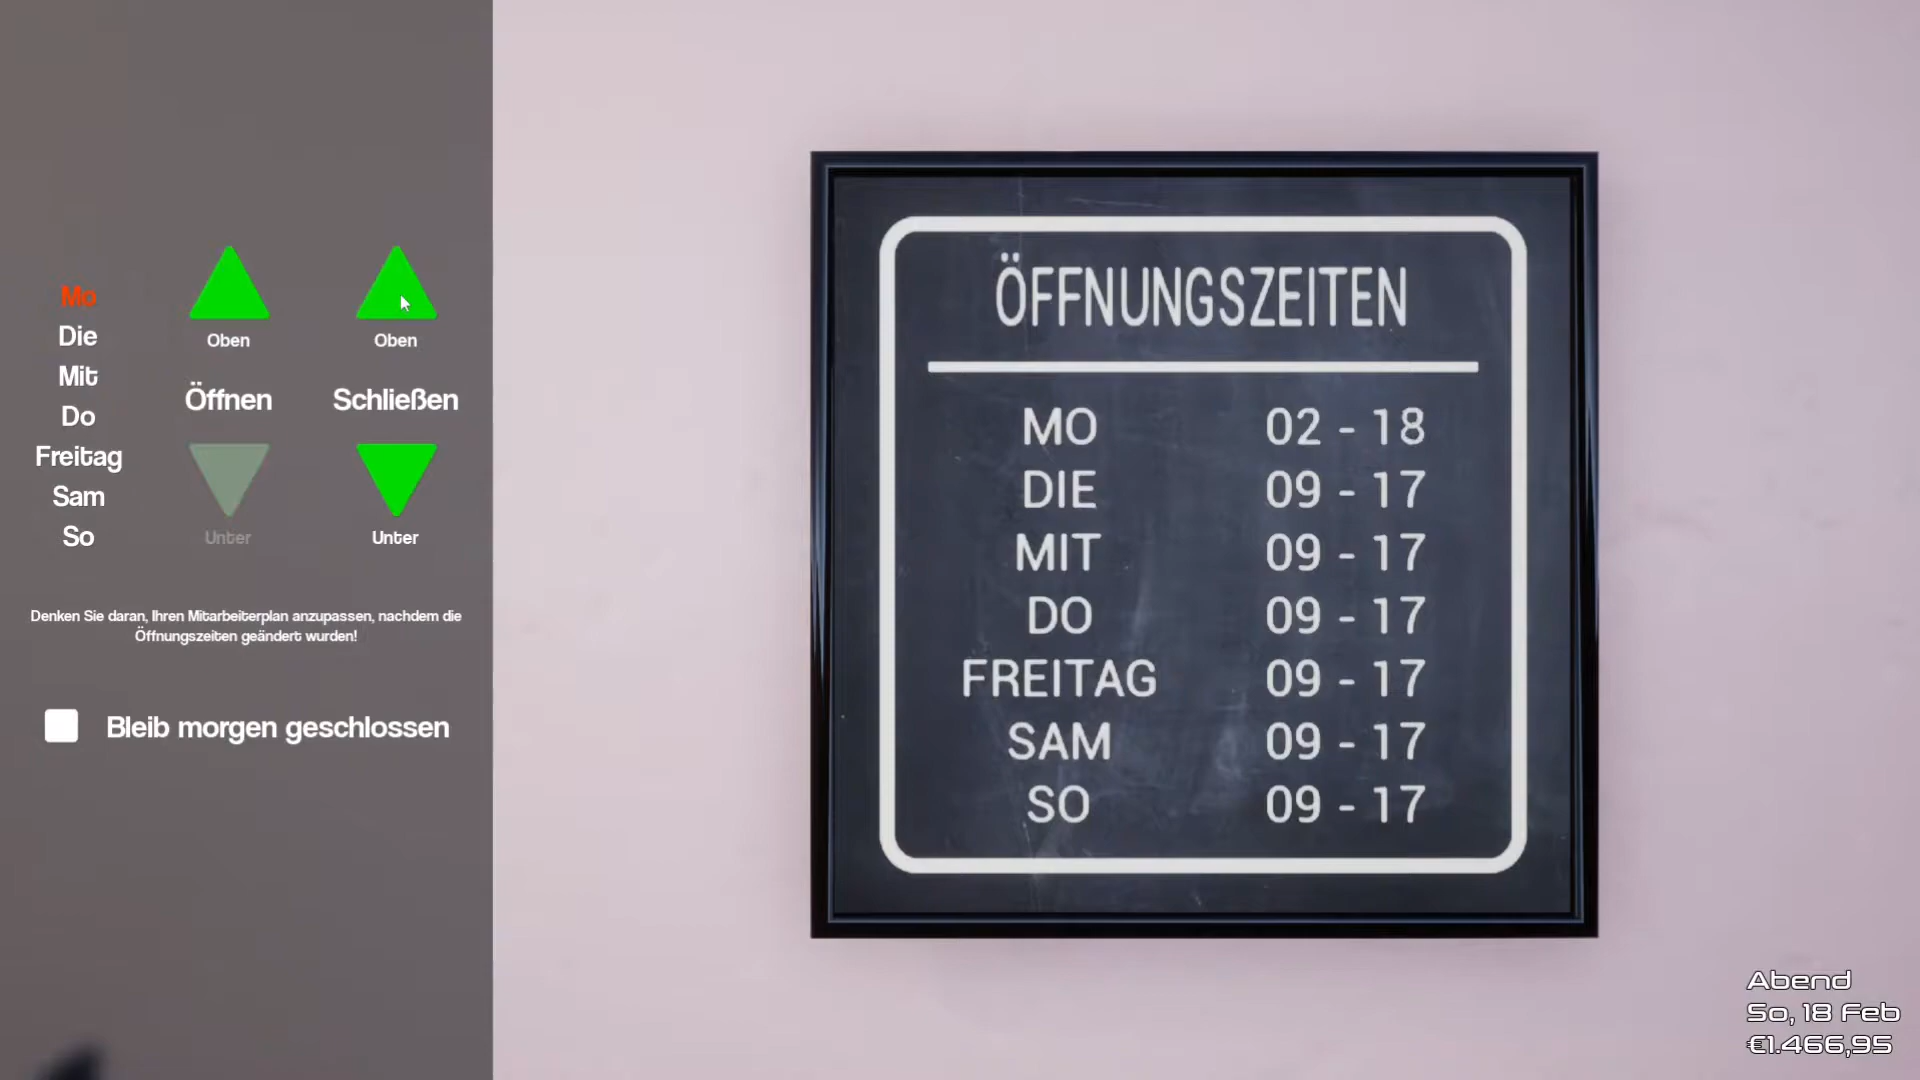 Mo
Die
Mit
Do
Freitag
Sam
So
Oben
Oben
Öffnen
Schließen
Unter
Unter
Denken Sie daran, Ihren Mitarbeiterplan anzupassen, nachdem die
Öffnungszeiten geändert wurden!
Bleib morgen geschlossen
ÖFFNUNGSZEITEN
MO 02 - 18
DIE 09 - 17
MIT 09 - 17
DO 09 - 17
FREITAG 09 - 17
SAM 09 - 17
SO 09 - 17
Abend
So, 18 Feb
€1.466,95